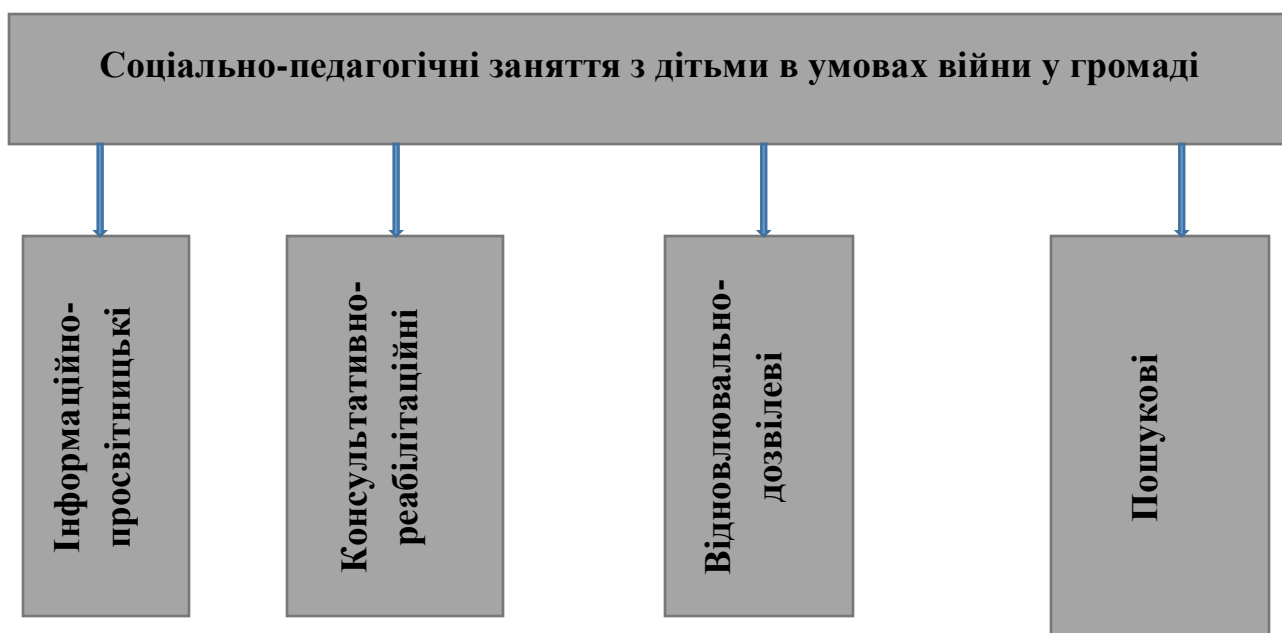 Соціально-педагогічні заняття з дітьми в умовах війни у громаді
Інформаційно-
просвітницькі
Консультативно-
реабілітаційні
Відновлювально-
дозвілеві
Пошукові